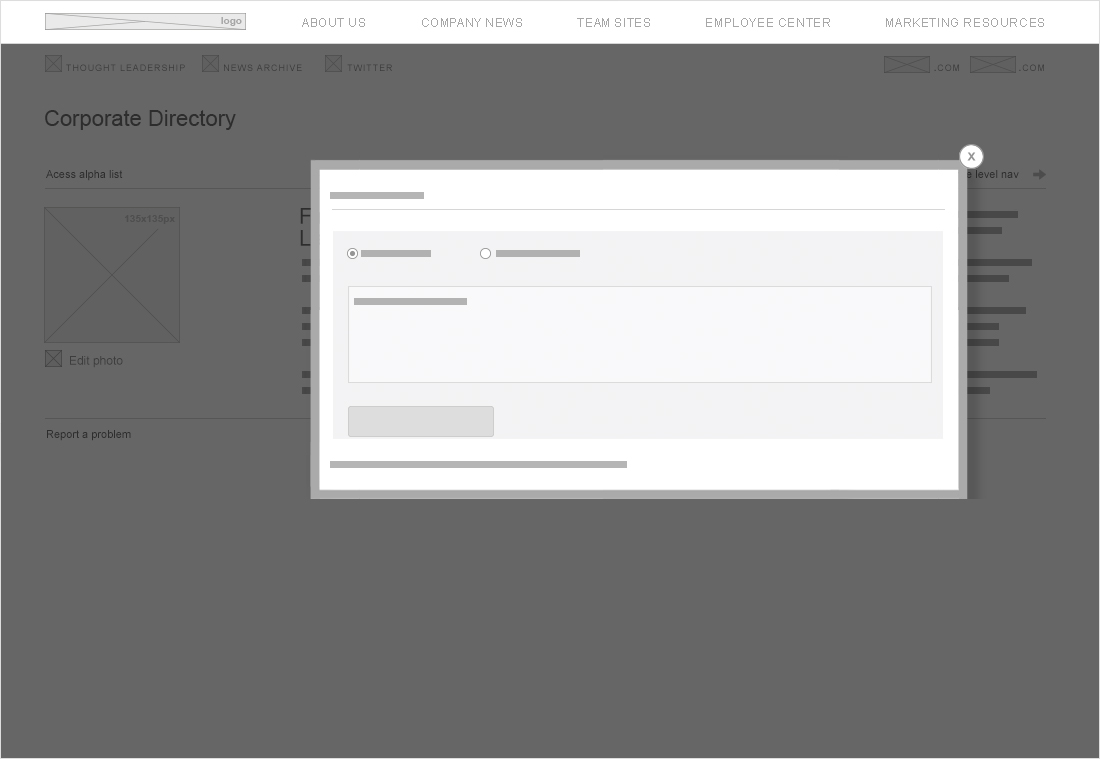 logo
ABOUT US
COMPANY NEWS
TEAM SITES
EMPLOYEE CENTER
MARKETING RESOURCES
THOUGHT LEADERSHIP
NEWS ARCHIVE
TWITTER
.COM
.COM
Corporate Directory
X
Acess alpha list
level nav
135x135px
F
L
Edit photo
Report a problem